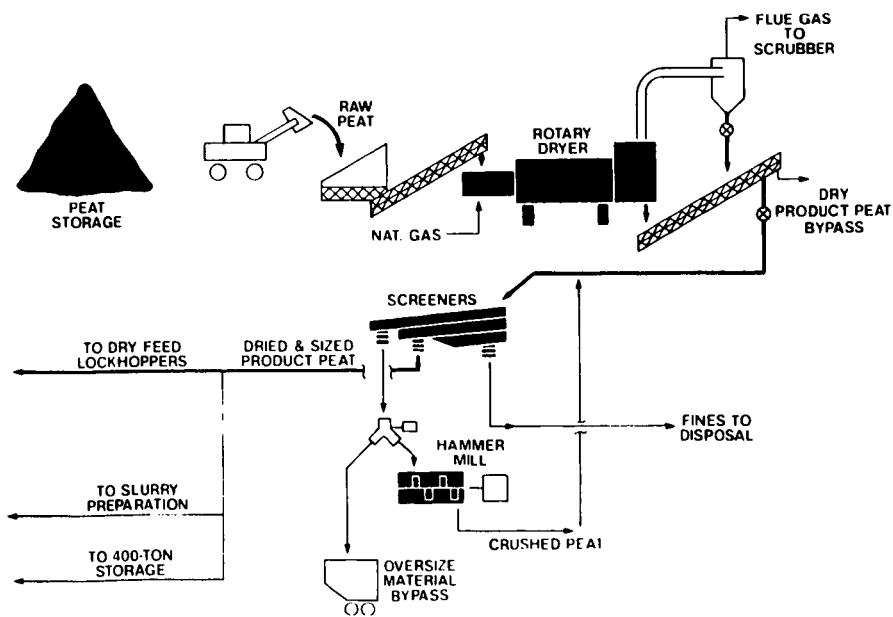 FLUE GAS
TO
SCRUBBER
RAW
PEAT
ROTARY
DRYER
PEAT
STORAGE
NAT. GAS
DRY
PRODUCT PEAT
BYPASS
SCREENERS
TO DRY FEED
LOCKHOPPERS
DRIED & SIZED
PRODUCT PEAT
FINES TO
DISPOSAL
HAMMER
MILL
TO SLURRY
PREPARATION
CRUSHED PEAT
TO 400-TON
STORAGE
OVERSIZE
MATERIAL
BYPASS